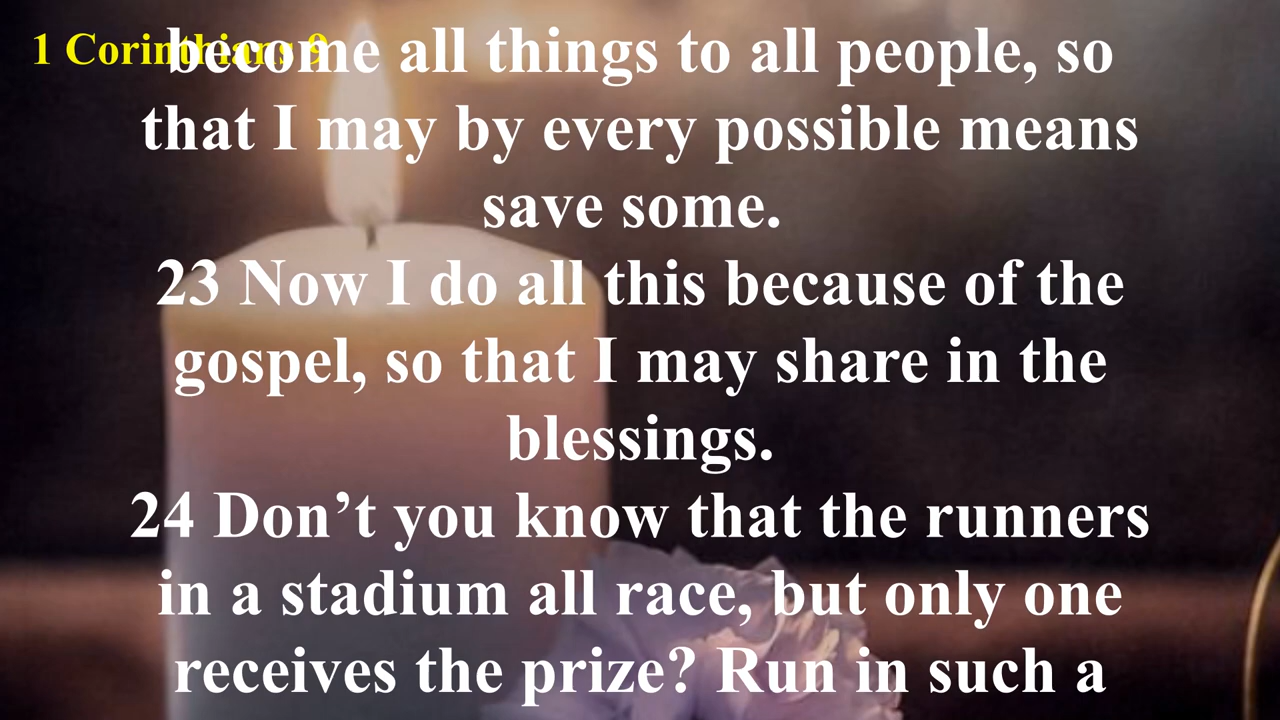 1 Corinthians 9
become all things to all people, so
that I may by every possible means
save some.
23 Now I do all this because of the
gospel, so that I may share in the
blessings.
24 Don’t you know that the runners
in a stadium all race, but only one
receives the prize? Run in such a